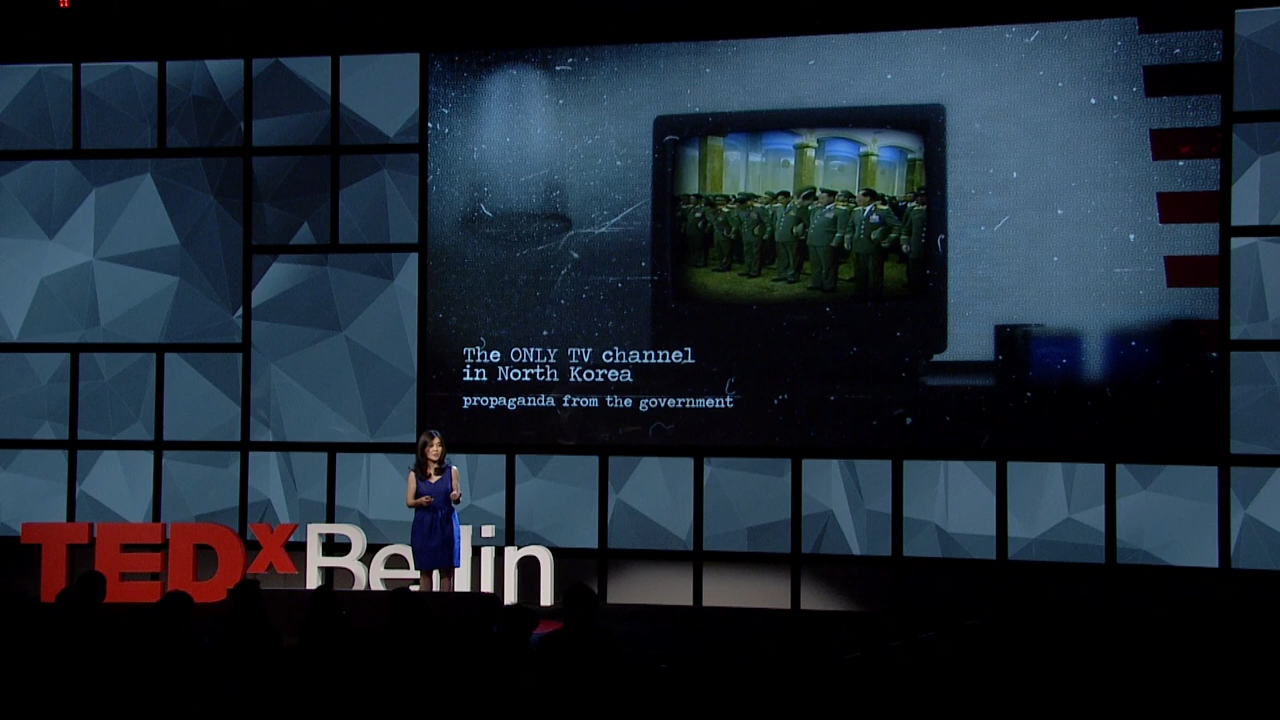 The ONLY TV channel
in North Korea
propaganda from the government
TEDxBerlin